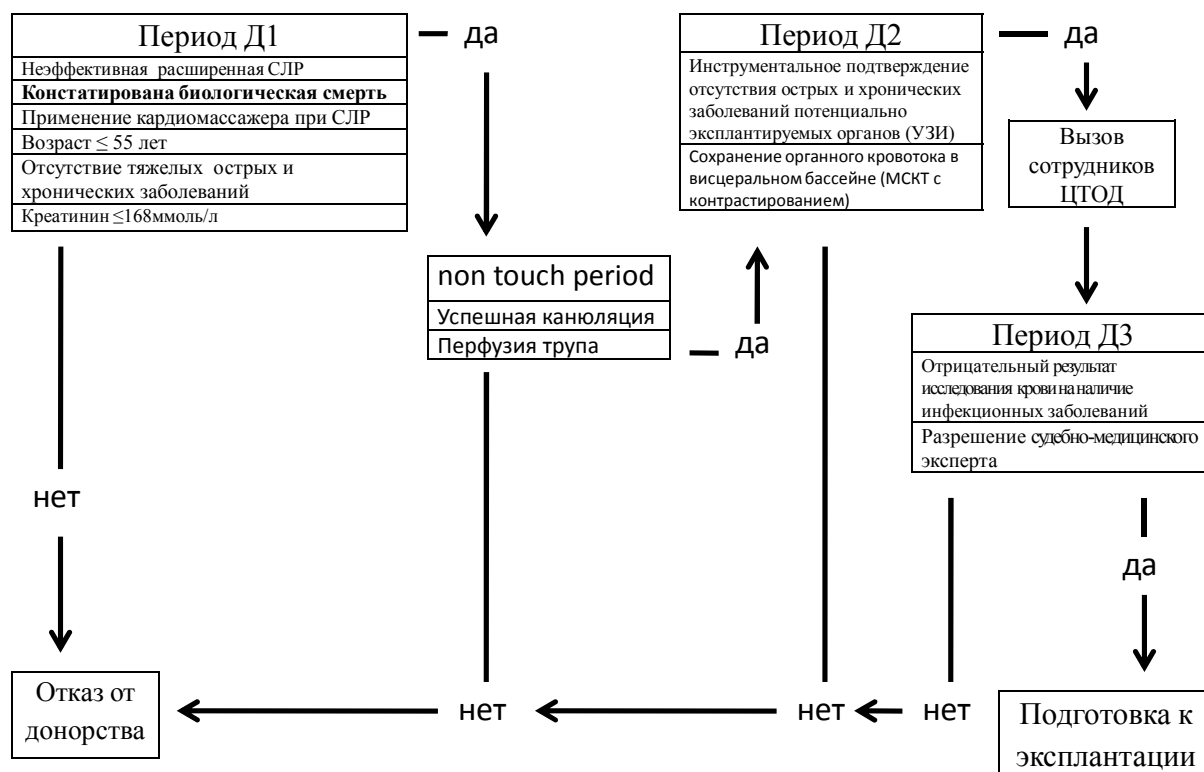 Период Д1
Неэффективная расширенная СЛР
Констатирована биологическая смерть
Применение кардиомассажера при СЛР
Возраст ≤ 55 лет
Отсутствие тяжелых острых и
хронических заболеваний
Креатинин ≤168ммоль/л
да
non touch period
Успешная канюляция
Перфузия трупа
да
Период Д2
Инструментальное подтверждение
отсутствия острых и хронических
заболеваний потенциально
эксплантируемых органов (УЗИ)
Сохранение органного кровотока в
висцеральном бассейне (МСКТ с
контрастированием)
да
Вызов
сотрудников
ЦТОД
Период Д3
Отрицательный результат
исследования крови на наличие
инфекционных заболеваний
Разрешение судебно-медицинского
эксперта
нет
да
Отказ от
донорства
нет
нет
нет
Подготовка к
эксплантации